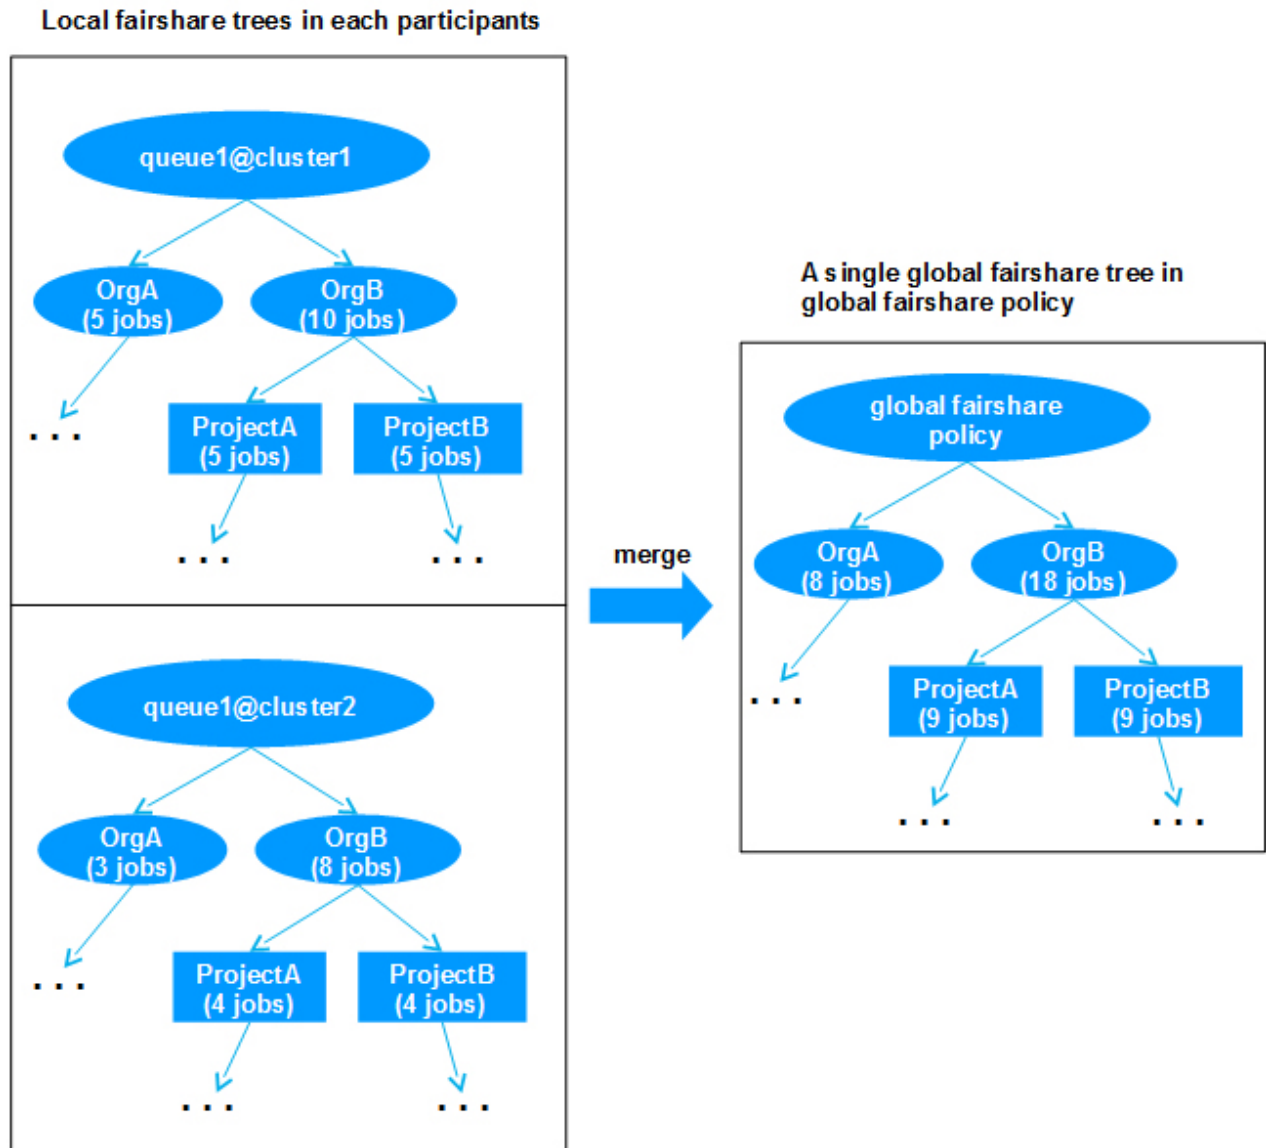 Local fairshare trees in each participants
queue1@cluster1
OrgA
(5 jobs)
OrgB
(10 jobs)
. . .
ProjectA
(5 jobs)
ProjectB
(5 jobs)
. . .
. . .
queue1@cluster2
OrgA
(3 jobs)
OrgB
(8 jobs)
. . .
ProjectA
(4 jobs)
ProjectB
(4 jobs)
. . .
. . .
merge
A single global fairshare tree in
global fairshare policy
global fairshare
policy
OrgA
(8 jobs)
OrgB
(18 jobs)
. . .
ProjectA
(9 jobs)
ProjectB
(9 jobs)
. . .
. . .